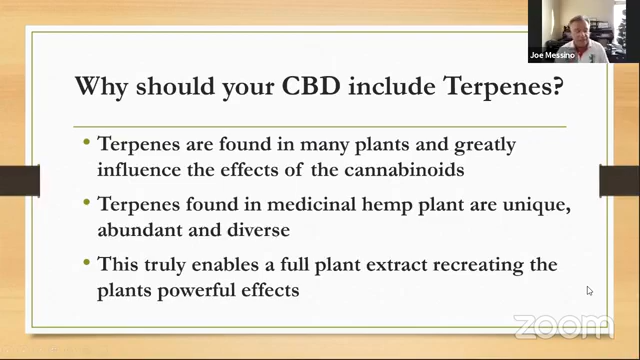 Joe Messino
Why should your CBD include Terpenes?
• Terpenes are found in many plants and greatly
influence the effects of the cannabinoids
• Terpenes found in medicinal hemp plant are unique,
abundant and diverse
• This truly enables a full plant extract recreating the
plants powerful effects
zoom